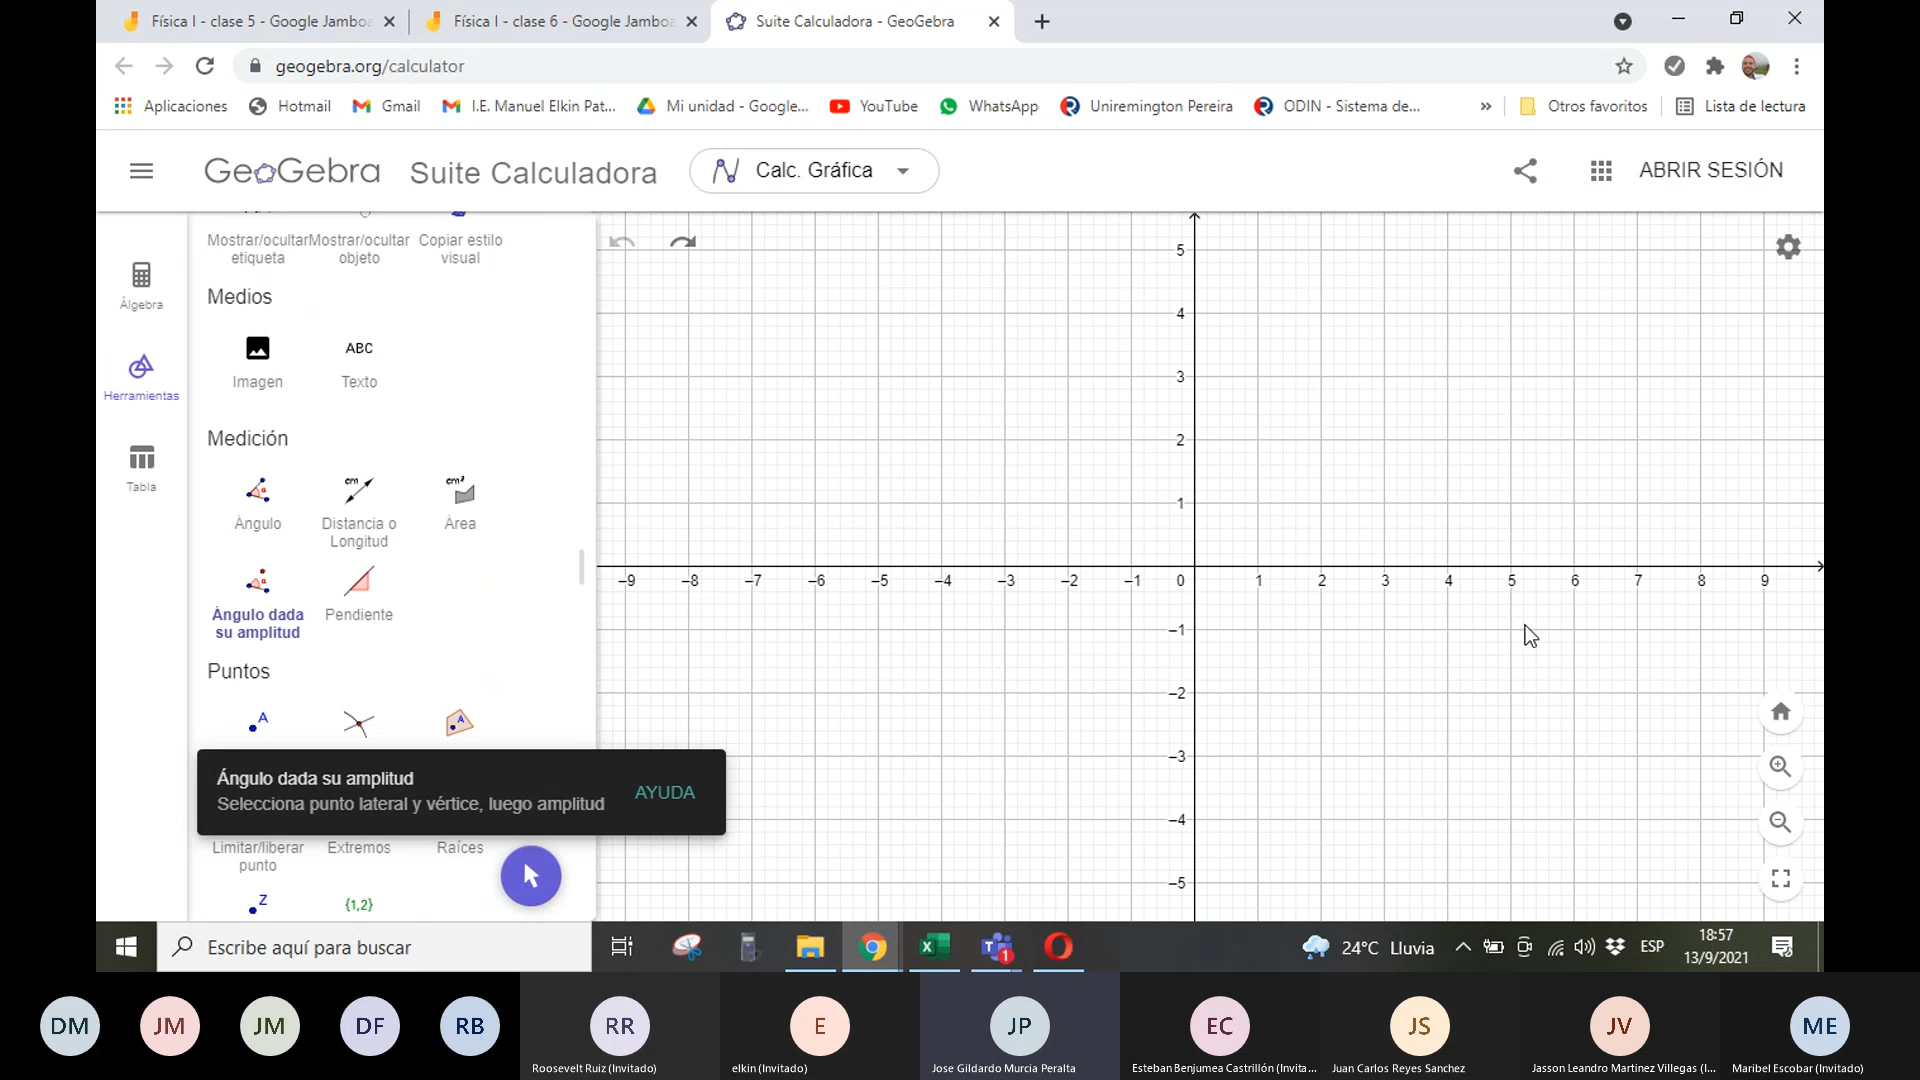 Física I - clase 5 - Google Jamboa
Física I - clase 6 - Google Jamboa
Suite Calculadora - GeoGebra
geogebra.org/calculator
Aplicaciones
Hotmail
Gmail
I.E. Manuel Elkin Pat...
Mi unidad - Google...
YouTube
WhatsApp
Uniremington Pereira
ODIN - Sistema de...
»
Otros favoritos
Lista de lectura
GeoGebra
Suite Calculadora
Calc. Gráfica
ABRIR SESIÓN
Álgebra
Herramientas
Tabla
Mostrar/ocultar etiqueta
Mostrar/ocultar objeto
Copiar estilo visual
Medios
ABC
Imagen
Texto
Medición
α
cm
cm²
Ángulo
Distancia o Longitud
Área
α
Ángulo dada su amplitud
Pendiente
Puntos
A
A
Ángulo dada su amplitud
Selecciona punto lateral y vértice, luego amplitud
AYUDA
Limitar/liberar punto
Extremos
Raíces
Z
{1,2}
5
4
3
2
1
−9 −8 −7 −6 −5 −4 −3 −2 −1 0 1 2 3 4 5 6 7 8 9
−1
−2
−3
−4
−5
Escribe aquí para buscar
1
24°C Lluvia
ESP
18:57
13/9/2021
DM
JM
JM
DF
RB
RR
E
JP
EC
JS
JV
ME
Roosevelt Ruiz (Invitado)
elkin (Invitado)
Jose Gildardo Murcia Peralta
Esteban Benjumea Castrillón (Invita...
Juan Carlos Reyes Sanchez
Jasson Leandro Martinez Villegas (I...
Maribel Escobar (Invitado)